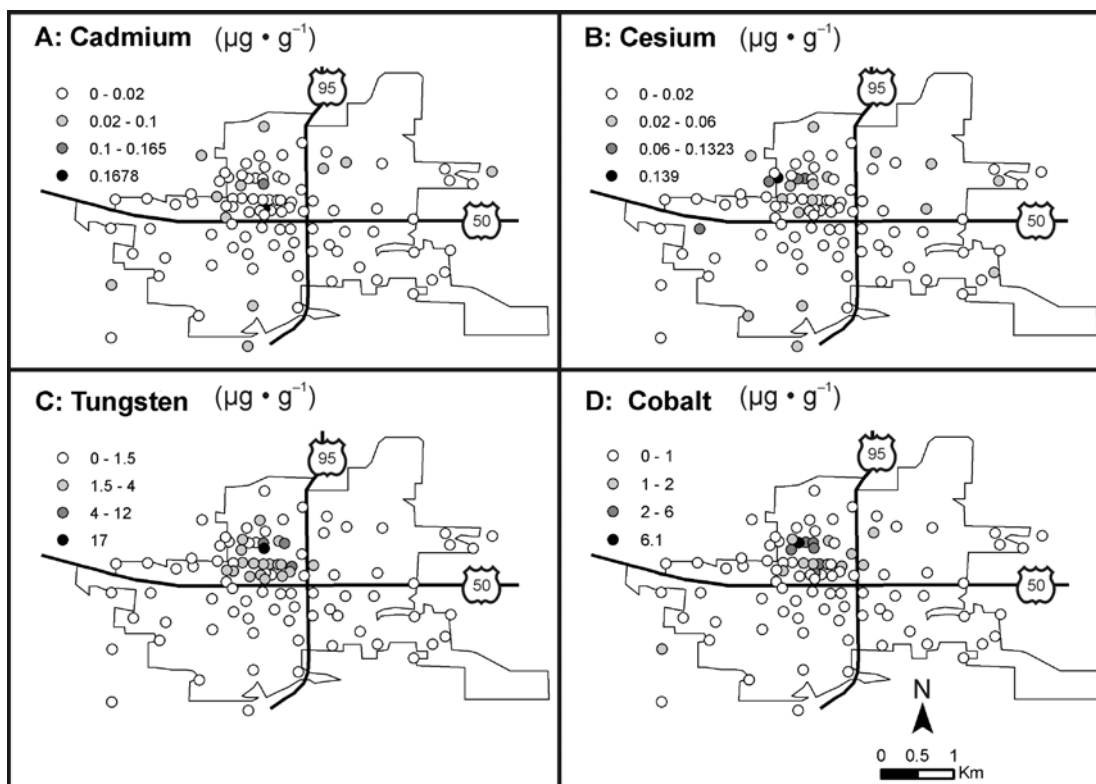 A: Cadmium (µg • g⁻¹)
0 - 0.02
0.02 - 0.1
0.1 - 0.165
0.1678
95
50
B: Cesium (µg • g⁻¹)
0 - 0.02
0.02 - 0.06
0.06 - 0.1323
0.139
95
50
C: Tungsten (µg • g⁻¹)
0 - 1.5
1.5 - 4
4 - 12
17
95
50
D: Cobalt (µg • g⁻¹)
0 - 1
1 - 2
2 - 6
6.1
95
50
N
0 0.5 1
Km